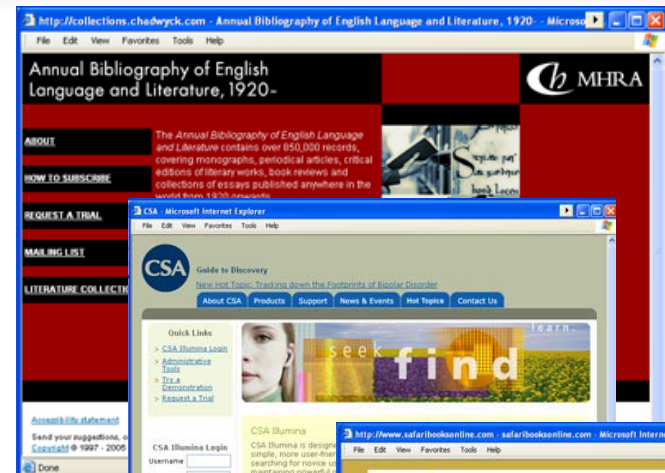 http://collections.chadwyck.com - Annual Bibliography of English Language and Literature, 1920- - Microso
File Edit View Favorites Tools Help
Annual Bibliography of English
Language and Literature, 1920-
MHRA
ABOUT
HOW TO SUBSCRIBE
REQUEST A TRIAL
MAILING LIST
LITERATURE COLLECTIO
The Annual Bibliography of English Language
and Literature contains over 850,000 records,
covering monographs, periodical articles, critical
editions of literary works, book reviews and
collections of essays published anywhere in the
world from 1920 onwards
Accessibility statement
Send your suggestions, c
Copyright © 1997 - 2005
Done
CSA - Microsoft Internet Explorer
File Edit View Favorites Tools Help
CSA
Guide to Discovery
New Hot Topic: Tracking down the Footprints of Bipolar Disorder
About CSA Products Support News & Events Hot Topics Contact Us
Quick Links
> CSA Illumina Login
> Administrative
Tools
> Try a
Demonstration
> Request a Trial
learn.
seek
find
CSA Illumina Login
Username
CSA Illumina
CSA Illumina is designe
simple, more user-frien
searching for novice us
maintaining powerful
http://www.safaribooksonline.com - safaribooksonline.com - Microsoft Intern
File Edit View Favorites Tools Help